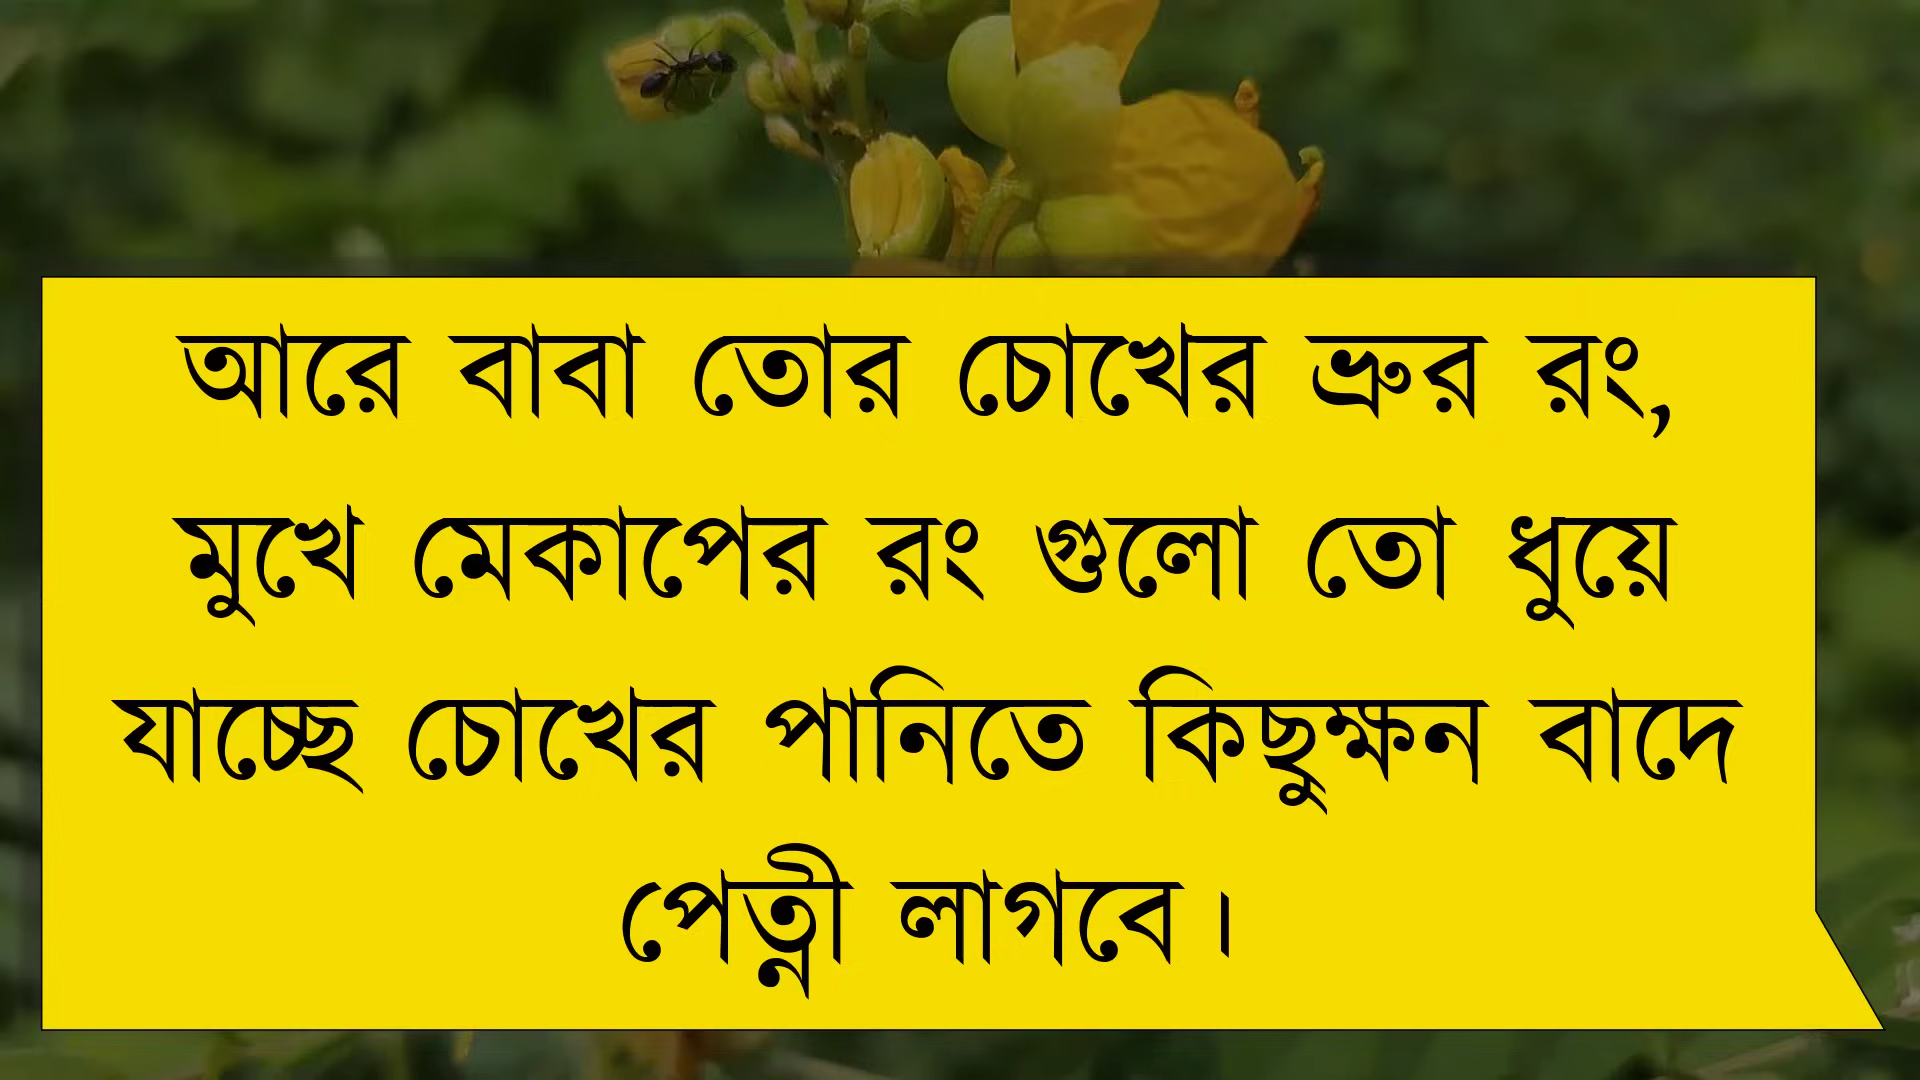 আরে বাবা তোর চোখের ভ্রুর রং,
মুখে মেকাপের রং গুলো তো ধুয়ে
যাচ্ছে চোখের পানিতে কিছুক্ষন বাদে
পেত্নী লাগবে।